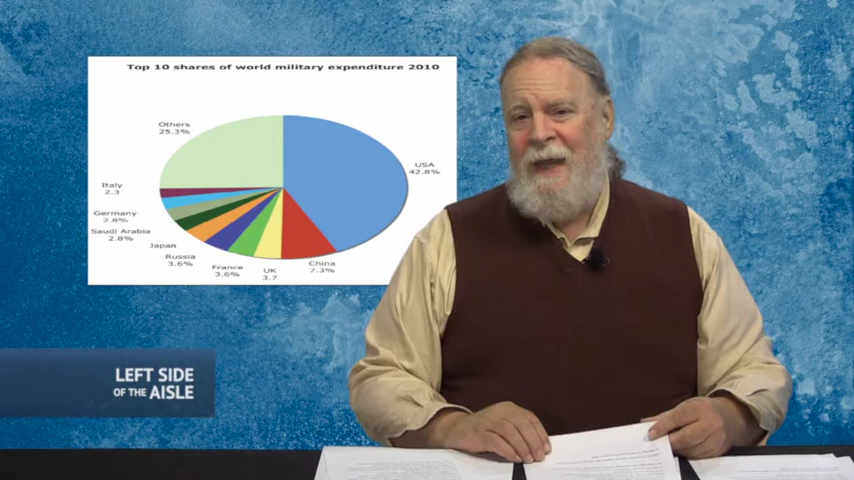 Top 10 shares of world military expenditure 2010
Others
25.3%
USA
42.8%
Italy
2.3
Germany
2.8%
Saudi Arabia
2.8%
Japan
Russia
3.6%
France
3.6%
UK
3.7
China
7.3%
LEFT SIDE
OF THE AISLE